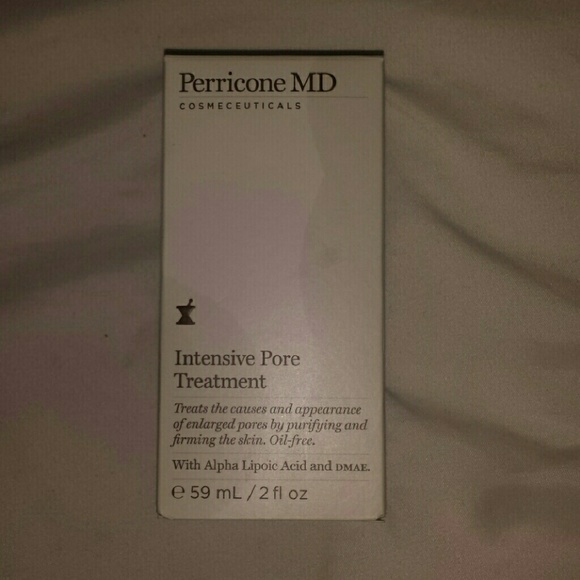 Perricone MD
COSMECEUTICALS
Intensive Pore
Treatment
Treats the causes and appearance
of enlarged pores by purifying and
firming the skin. Oil-free.
With Alpha Lipoic Acid and DMAE.
℮ 59 mL / 2 fl oz